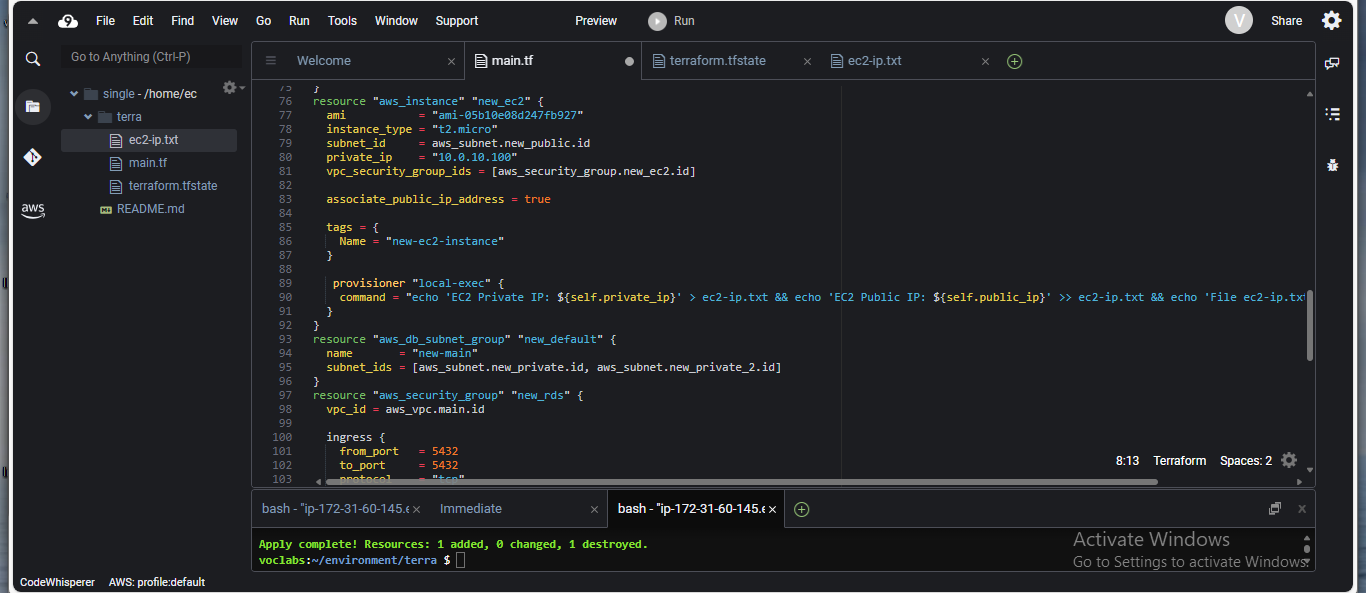 File Edit Find View Go Run Tools Window Support Preview Run V Share
Go to Anything (Ctrl-P)
single - /home/ec
terra
ec2-ip.txt
main.tf
terraform.tfstate
README.md
aws
Welcome main.tf terraform.tfstate ec2-ip.txt
75 }
76 resource "aws_instance" "new_ec2" {
77 ami = "ami-05b10e08d247fb927"
78 instance_type = "t2.micro"
79 subnet_id = aws_subnet.new_public.id
80 private_ip = "10.0.10.100"
81 vpc_security_group_ids = [aws_security_group.new_ec2.id]
82
83 associate_public_ip_address = true
84
85 tags = {
86 Name = "new-ec2-instance"
87 }
88
89 provisioner "local-exec" {
90 command = "echo 'EC2 Private IP: ${self.private_ip}' > ec2-ip.txt && echo 'EC2 Public IP: ${self.public_ip}' >> ec2-ip.txt && echo 'File ec2-ip.txt
91 }
92 }
93 resource "aws_db_subnet_group" "new_default" {
94 name = "new-main"
95 subnet_ids = [aws_subnet.new_private.id, aws_subnet.new_private_2.id]
96 }
97 resource "aws_security_group" "new_rds" {
98 vpc_id = aws_vpc.main.id
99
100 ingress {
101 from_port = 5432
102 to_port = 5432
103 protocol = "tcp"
8:13 Terraform Spaces: 2
bash - "ip-172-31-60-145.e Immediate bash - "ip-172-31-60-145.e
Apply complete! Resources: 1 added, 0 changed, 1 destroyed.
voclabs:~/environment/terra $
Activate Windows
Go to Settings to activate Windows.
CodeWhisperer AWS: profile:default